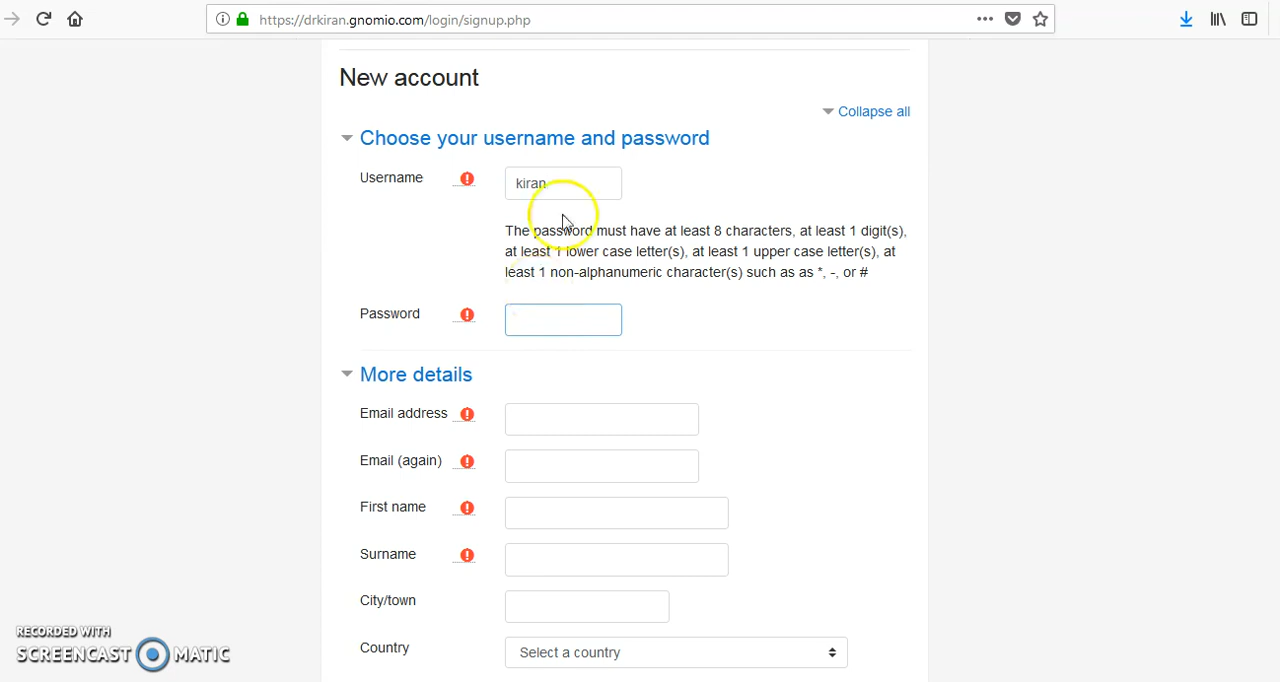 https://drkiran.gnomio.com/login/signup.php
New account
Collapse all
Choose your username and password
Username
kiran
The password must have at least 8 characters, at least 1 digit(s),
at least 1 lower case letter(s), at least 1 upper case letter(s), at
least 1 non-alphanumeric character(s) such as as *, -, or #
Password
More details
Email address
Email (again)
First name
Surname
City/town
Country
Select a country
RECORDED WITH
SCREENCAST MATIC